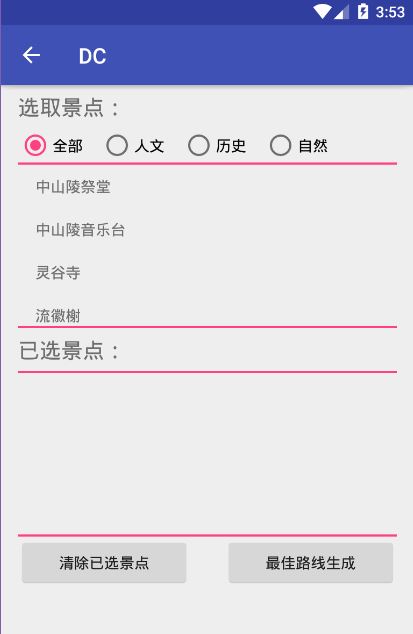 3:53
DC
选取景点：
全部 人文 历史 自然
中山陵祭堂
中山陵音乐台
灵谷寺
流徽榭
已选景点：
清除已选景点 最佳路线生成